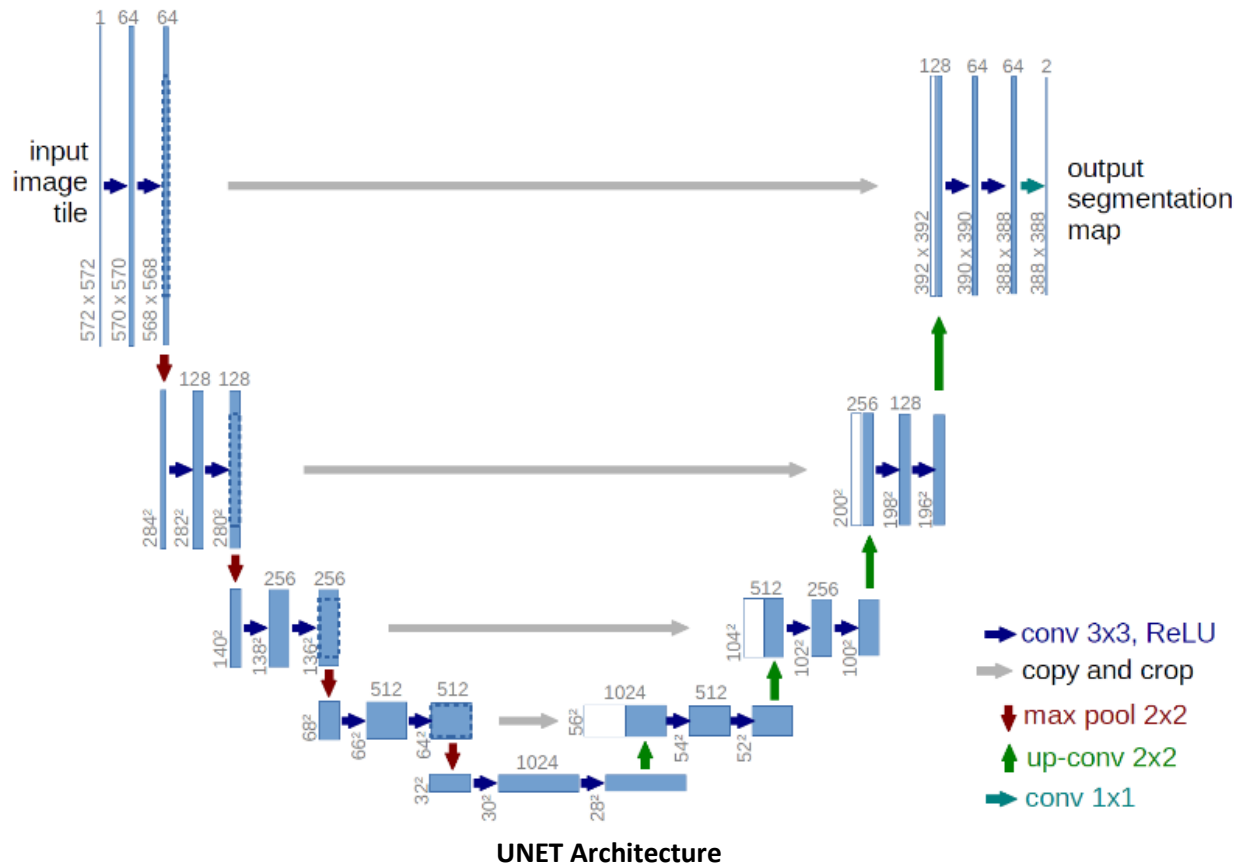 1 64 64
128 64 64 2
input
image
tile
output
segmentation
map
572 x 572
570 x 570
568 x 568
392 x 392
390 x 390
388 x 388
388 x 388
128 128
256 128
284²
282²
280²
200²
198²
196²
256 256
512 256
140²
138²
136²
104²
102²
100²
512 512
1024 512
68²
66²
64²
56²
54²
52²
1024
32²
30²
28²
conv 3x3, ReLU
copy and crop
max pool 2x2
up-conv 2x2
conv 1x1
UNET Architecture